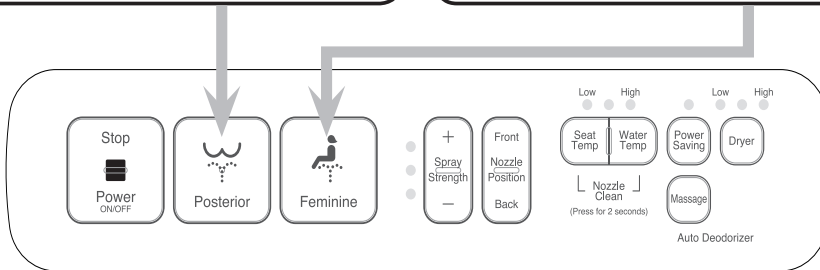 Stop
Power
ON/OFF
Posterior
Feminine
+
Spray
Strength
−
Front
Nozzle
Position
Back
Low High
Seat
Temp
Water
Temp
Nozzle
Clean
(Press for 2 seconds)
Power
Saving
Low High
Dryer
Massage
Auto Deodorizer